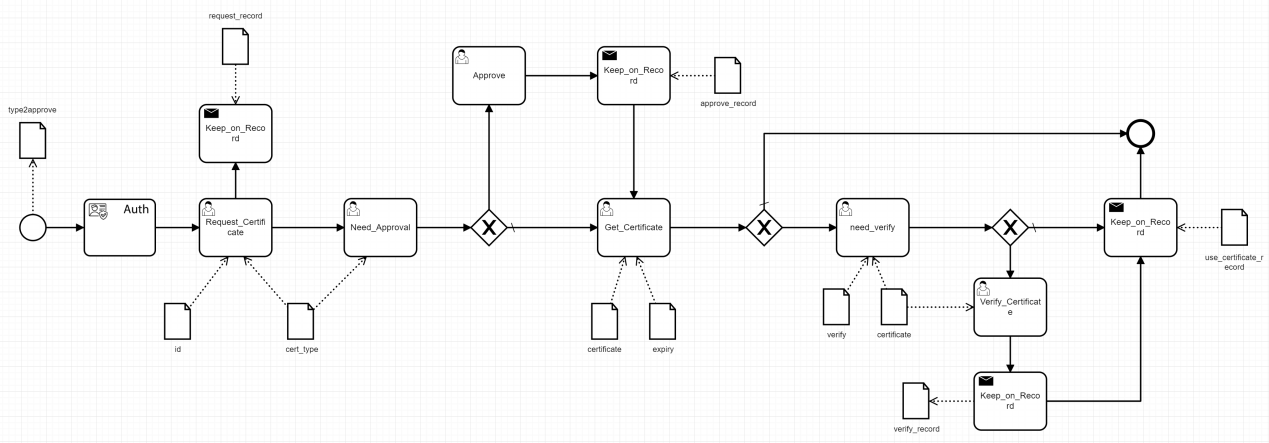 request_record
type2approve
Keep_on_Reco
rd
Auth
Request_Certifi
cate
id
cert_type
Need_Approval
Approve
Keep_on_Reco
rd
approve_record
X
Get_Certificate
certificate
expiry
X
need_verify
verify
certificate
X
Verify_Certificat
e
Keep_on_Reco
rd
verify_record
Keep_on_Reco
rd
use_certificate_r
ecord